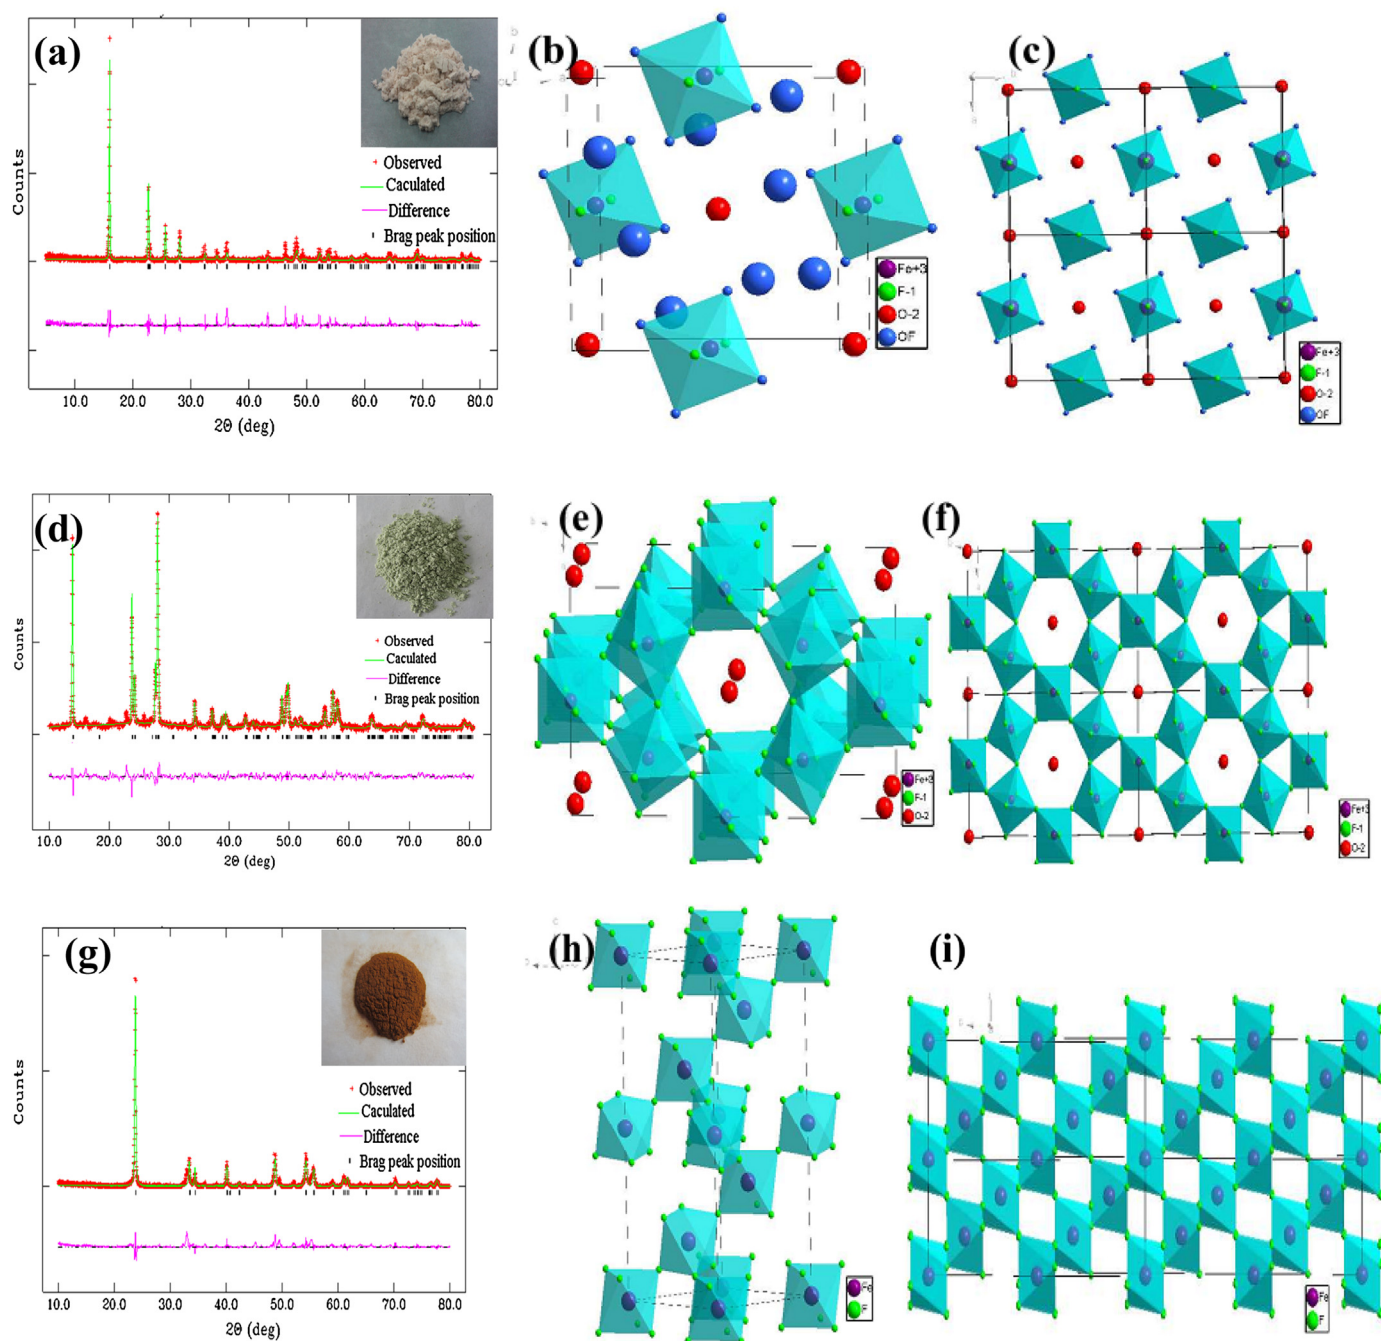 (a)
Counts
Observed
Caculated
Difference
Brag peak position
10.0 20.0 30.0 40.0 50.0 60.0 70.0 80.0
2θ (deg)
(b)
Fe+3
F-1
O-2
OF
(c)
Fe+3
F-1
O-2
OF
(d)
Counts
Observed
Caculated
Difference
Brag peak position
10.0 20.0 30.0 40.0 50.0 60.0 70.0 80.0
2θ (deg)
(e)
Fe+3
F-1
O-2
(f)
Fe+3
F-1
O-2
(g)
Counts
Observed
Caculated
Difference
Brag peak position
10.0 20.0 30.0 40.0 50.0 60.0 70.0 80.0
2θ (deg)
(h)
Fe
F
(i)
Fe
F